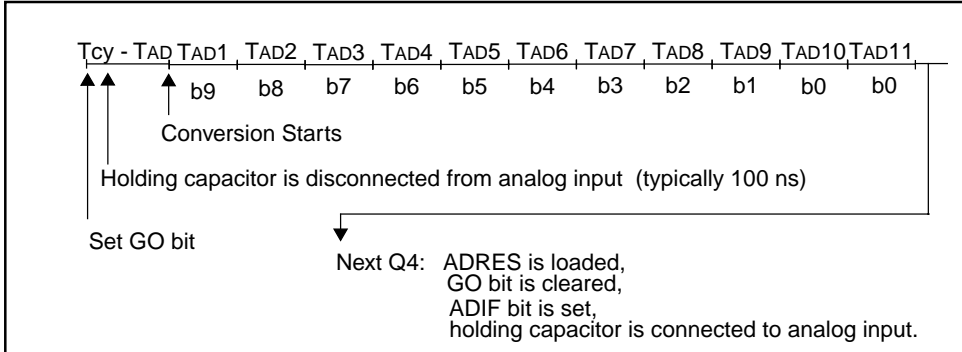 Tcy - TAD TAD1 TAD2 TAD3 TAD4 TAD5 TAD6 TAD7 TAD8 TAD9 TAD10 TAD11
b9 b8 b7 b6 b5 b4 b3 b2 b1 b0 b0
Conversion Starts
Holding capacitor is disconnected from analog input (typically 100 ns)
Set GO bit
Next Q4: ADRES is loaded,
GO bit is cleared,
ADIF bit is set,
holding capacitor is connected to analog input.